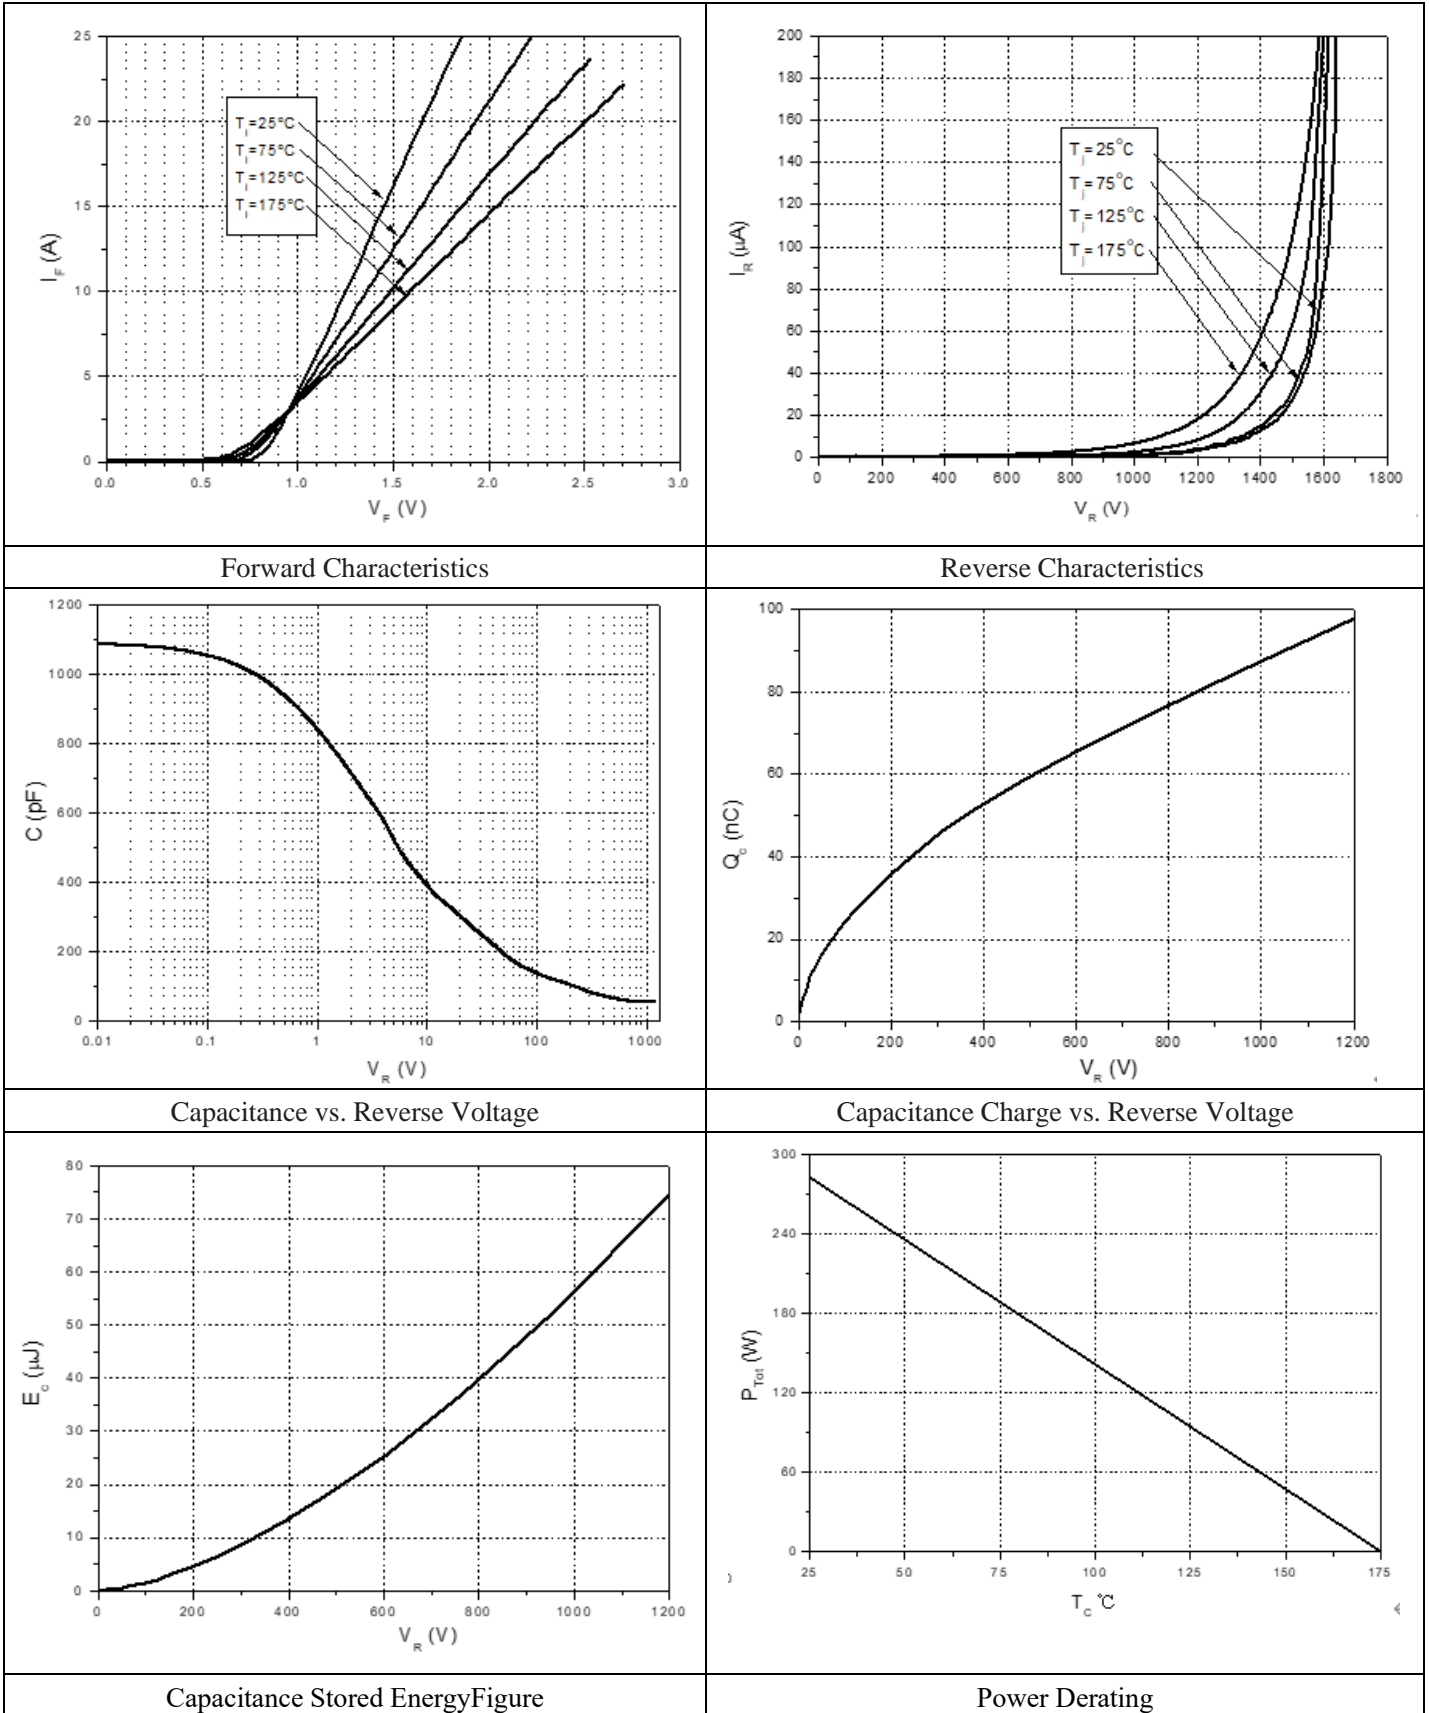 25
20
15
10
5
0
I_F (A)
T_j=25°C
T_j=75°C
T_j=125°C
T_j=175°C
0.0 0.5 1.0 1.5 2.0 2.5 3.0
V_F (V)
Forward Characteristics
200
180
160
140
120
100
80
60
40
20
0
I_R (μA)
T_j=25°C
T_j=75°C
T_j=125°C
T_j=175°C
0 200 400 600 800 1000 1200 1400 1600 1800
V_R (V)
Reverse Characteristics
1200
1000
800
600
400
200
0
C (pF)
0.01 0.1 1 10 100 1000
V_R (V)
Capacitance vs. Reverse Voltage
100
80
60
40
20
0
Q_c (nC)
0 200 400 600 800 1000 1200
V_R (V)
Capacitance Charge vs. Reverse Voltage
80
70
60
50
40
30
20
10
0
E_c (μJ)
0 200 400 600 800 1000 1200
V_R (V)
Capacitance Stored EnergyFigure
300
240
180
120
60
0
P_Tot (W)
25 50 75 100 125 150 175
T_C ℃
Power Derating